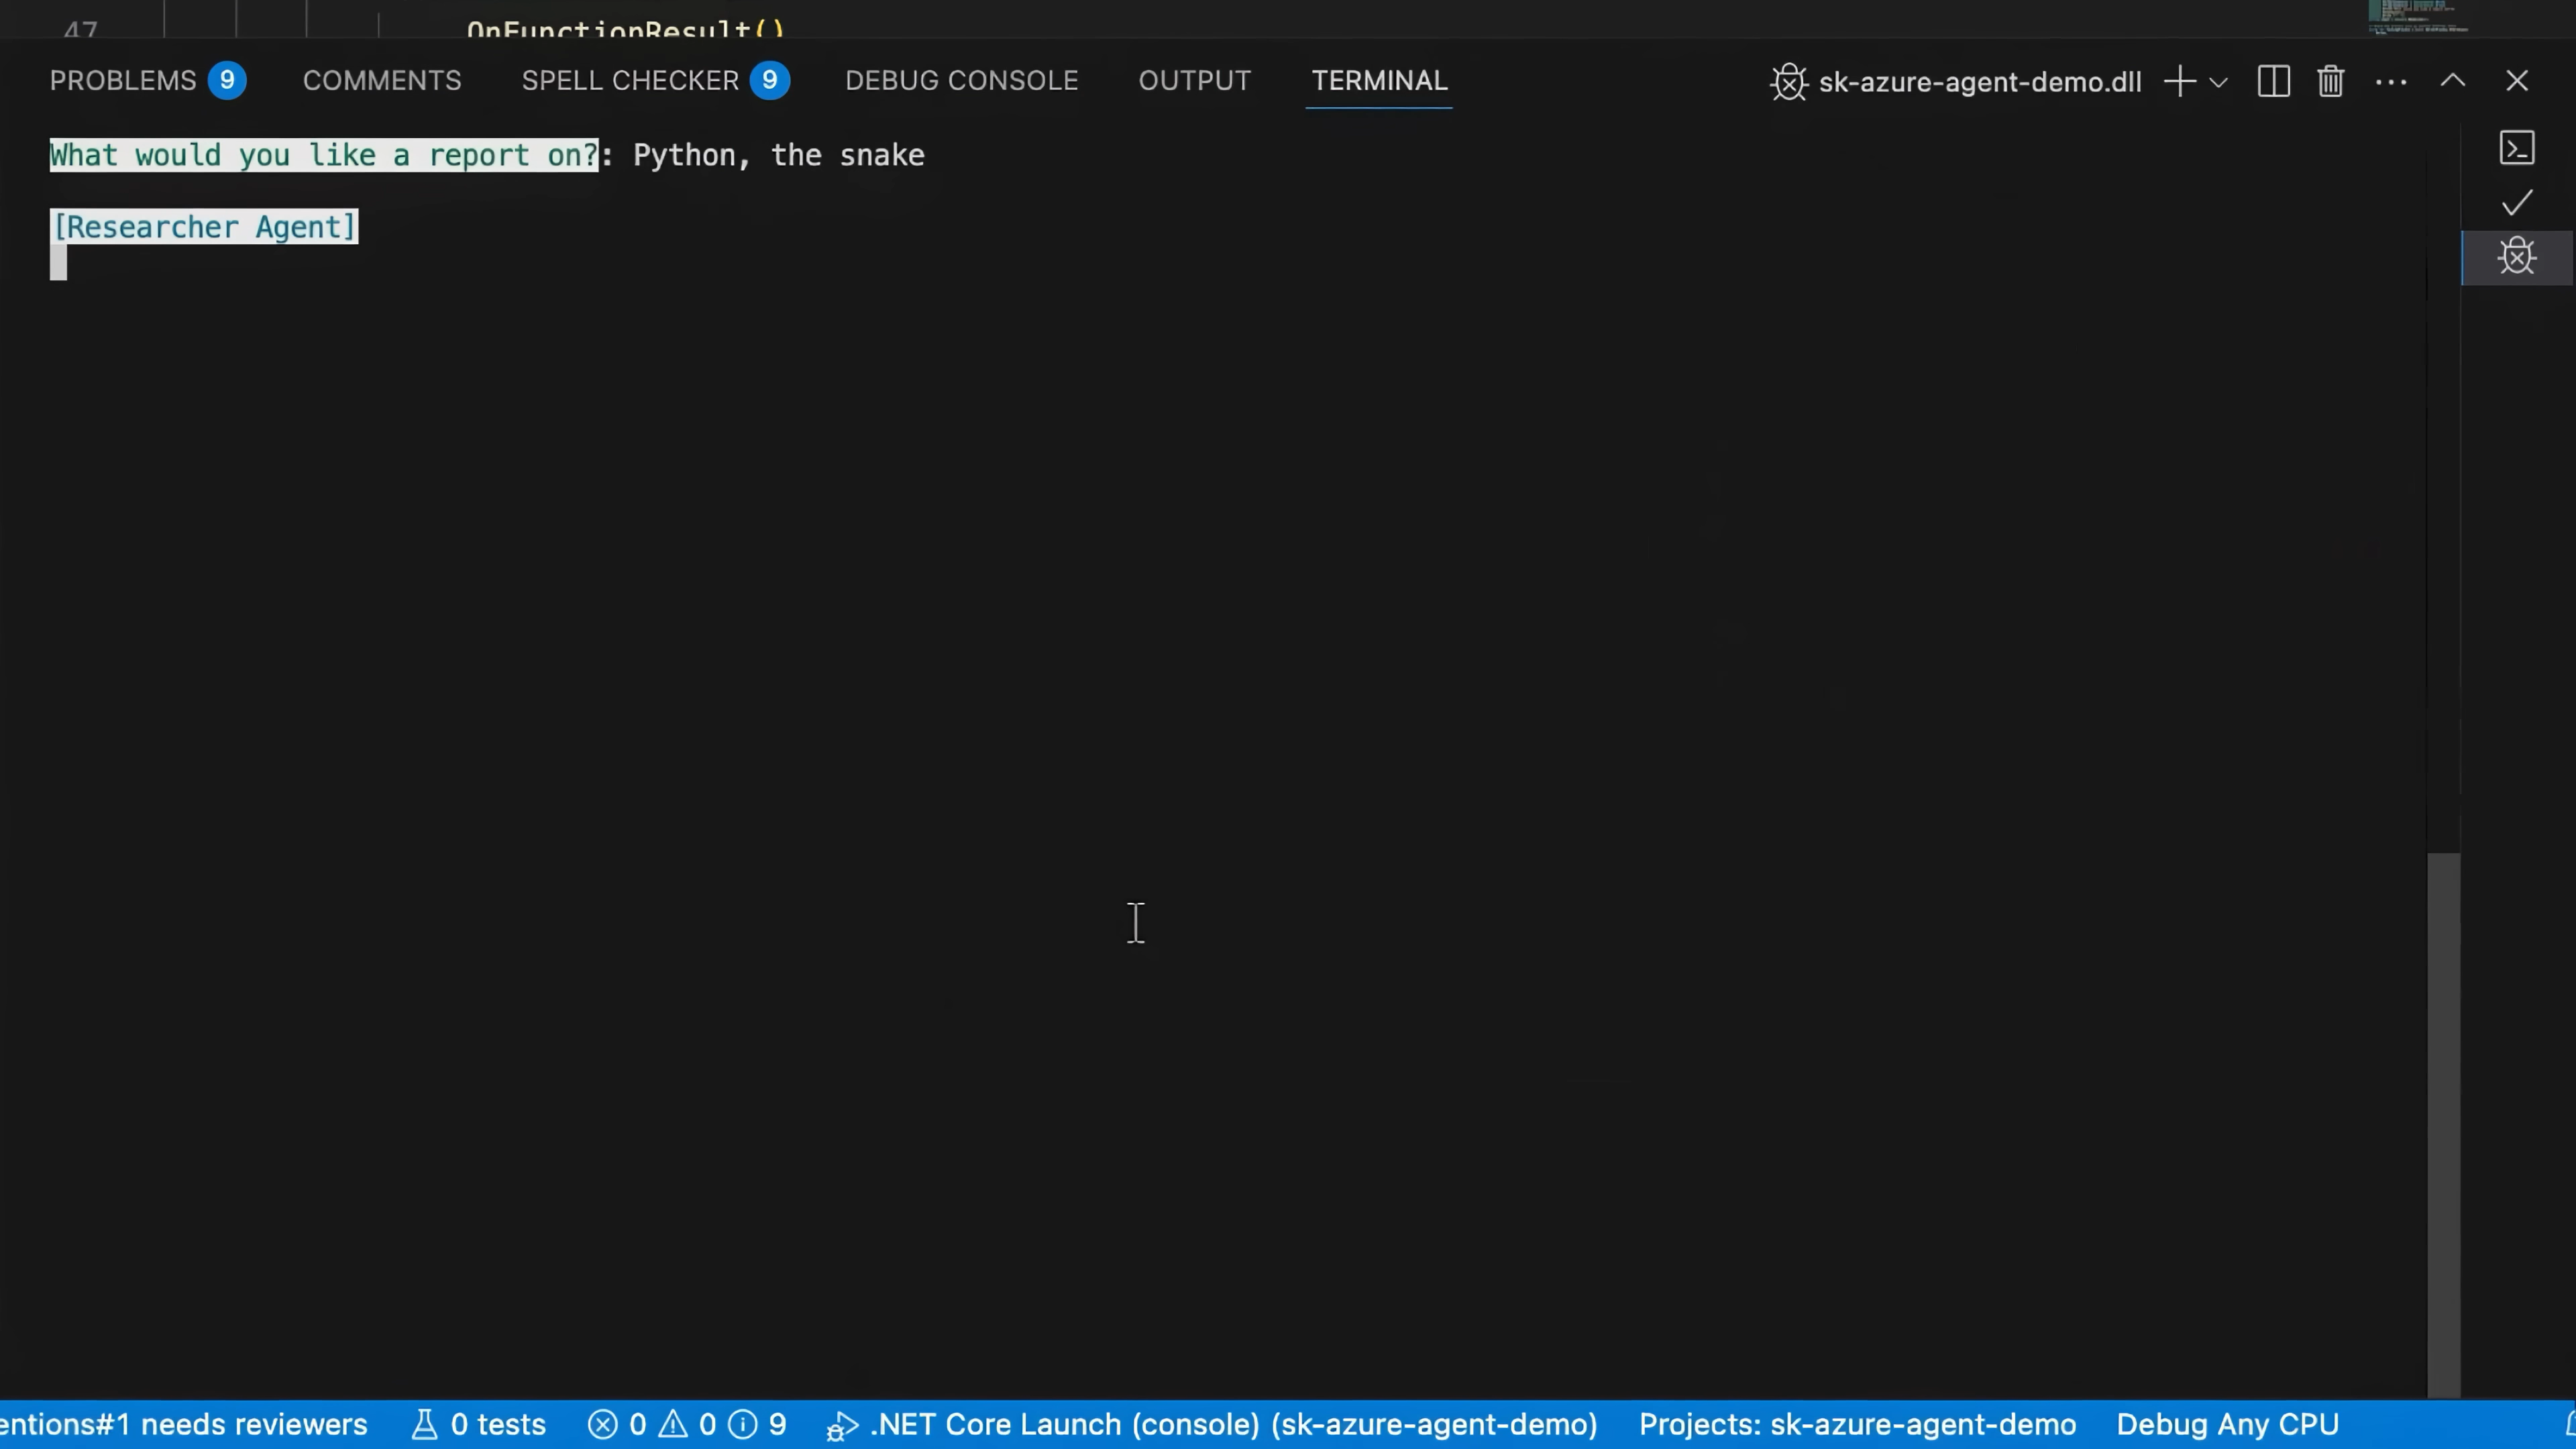 47 OnFunctionResult()
PROBLEMS 9 COMMENTS SPELL CHECKER 9 DEBUG CONSOLE OUTPUT TERMINAL sk-azure-agent-demo.dll
What would you like a report on?: Python, the snake
[Researcher Agent]
entions#1 needs reviewers 0 tests 0 0 9 .NET Core Launch (console) (sk-azure-agent-demo) Projects: sk-azure-agent-demo Debug Any CPU